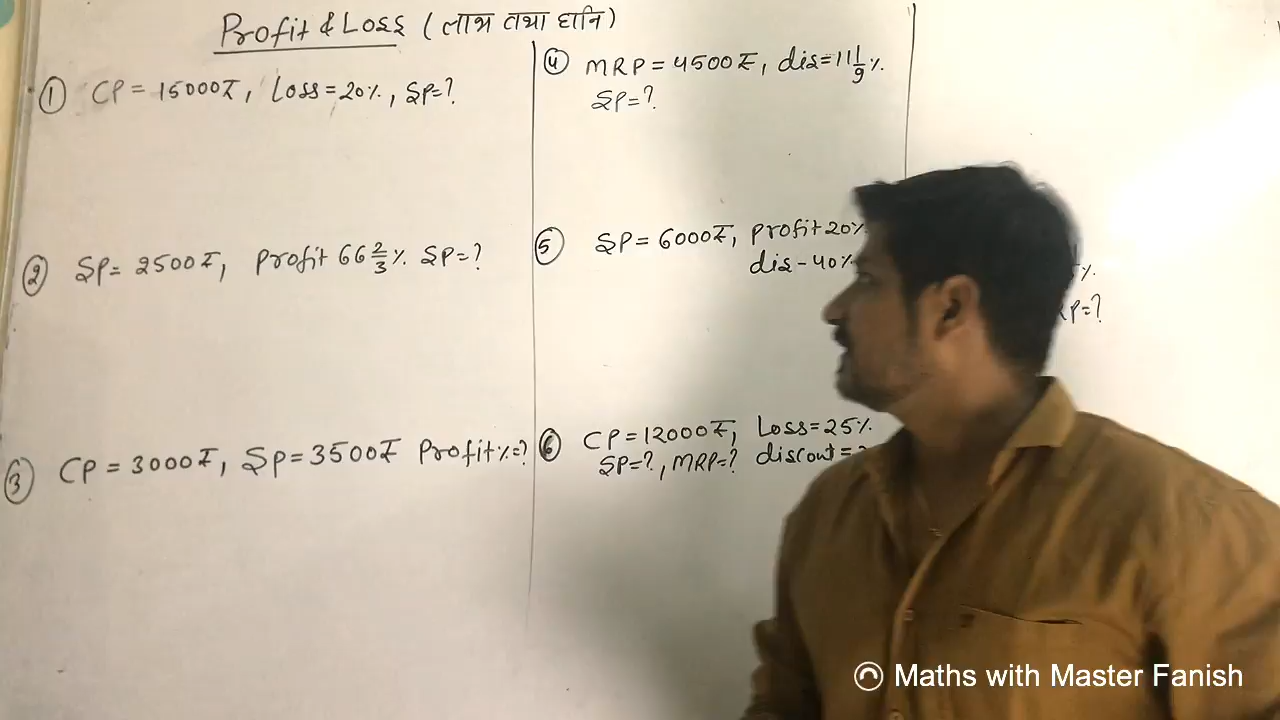 Profit & Loss (लाभ तथा हानि)
① CP = 15000₹, Loss = 20%, SP=?
② SP = 2500₹, Profit 66 2/3 %. SP=?
③ CP = 3000₹, SP = 3500₹ Profit%=?
④ MRP = 4500₹, dis = 11 1/9 %.
SP=?
⑤ SP = 6000₹, Profit 20%
dis - 40%
⑥ CP = 12000₹, Loss = 25%.
SP=?, MRP=? discount =
%.
P=?
Maths with Master Fanish